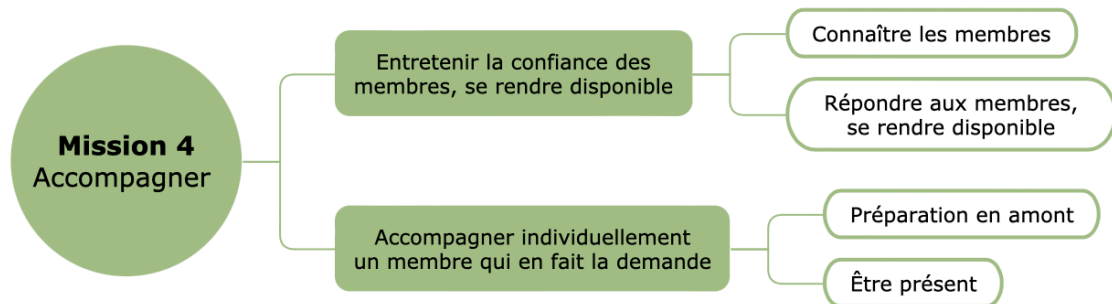 Mission 4
Accompagner
Entretenir la confiance des
membres, se rendre disponible
Connaître les membres
Répondre aux membres,
se rendre disponible
Accompagner individuellement
un membre qui en fait la demande
Préparation en amont
Être présent